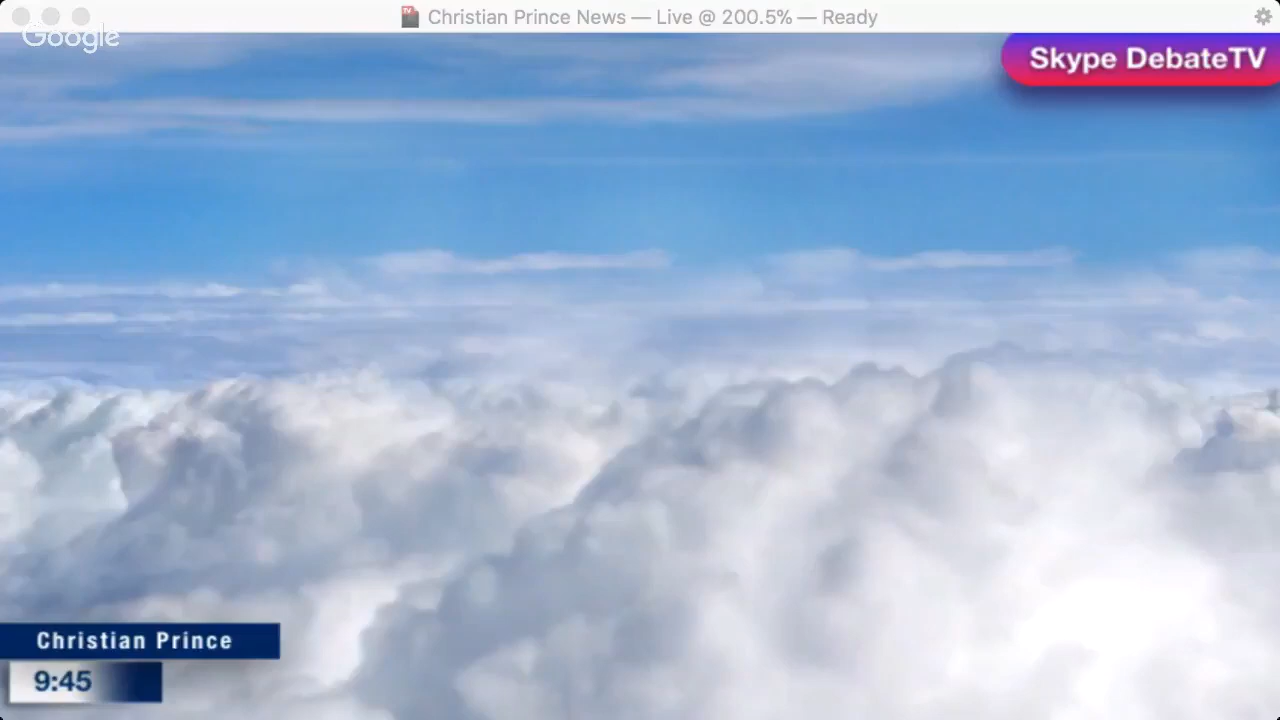 Christian Prince News — Live @ 200.5% — Ready
Google
Skype DebateTV
Christian Prince
9:45